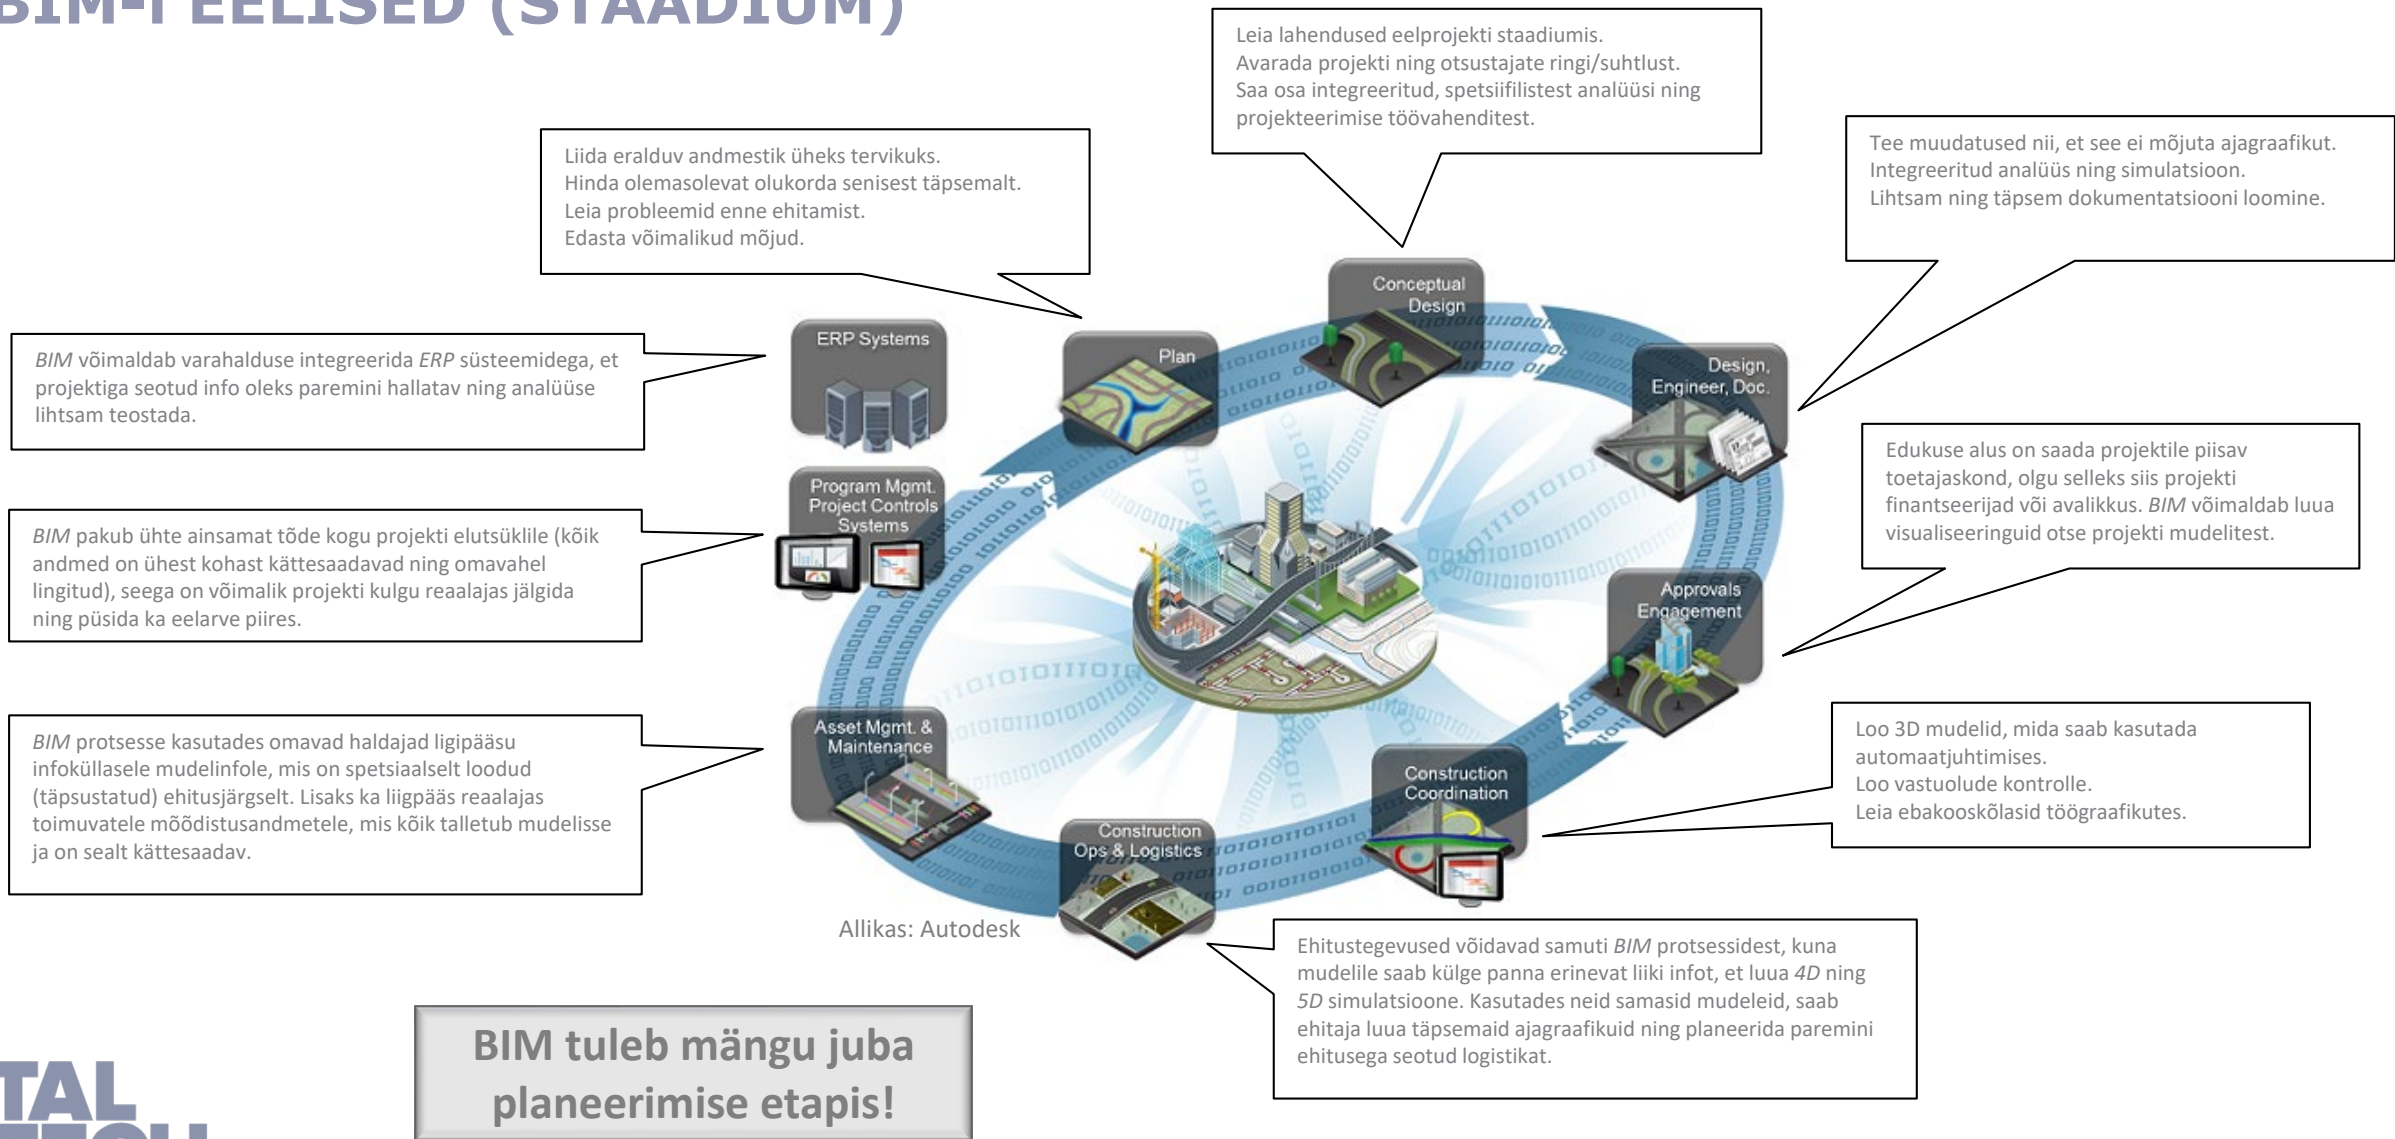 BIM-I EELISED (STAADIUM)
Leia lahendused eelprojekti staadiumis.
Avarada projekti ning otsustajate ringi/suhtlust.
Saa osa integreeritud, spetsiifilistest analüüsi ning
projekteerimise töövahenditest.
Liida eralduv andmestik üheks tervikuks.
Hinda olemasolevat olukorda senisest täpsemalt.
Leia probleemid enne ehitamist.
Edasta võimalikud mõjud.
Tee muudatused nii, et see ei mõjuta ajagraafikut.
Integreeritud analüüs ning simulatsioon.
Lihtsam ning täpsem dokumentatsiooni loomine.
BIM võimaldab varahalduse integreerida ERP süsteemidega, et
projektiga seotud info oleks paremini hallatav ning analüüse
lihtsam teostada.
ERP Systems
Plan
Conceptual
Design
Design,
Engineer, Doc.
Edukuse alus on saada projektile piisav
toetajaskond, olgu selleks siis projekti
finantseerijad või avalikkus. BIM võimaldab luua
visualiseeringuid otse projekti mudelitest.
BIM pakub ühte ainsamat tõde kogu projekti elutsüklile (kõik
andmed on ühest kohast kättesaadavad ning omavahel
lingitud), seega on võimalik projekti kulgu reaalajas jälgida
ning püsida ka eelarve piires.
Program Mgmt.
Project Controls
Systems
Approvals
Engagement
BIM protsesse kasutades omavad haldajad ligipääsu
infoküllasele mudelinfole, mis on spetsiaalselt loodud
(täpsustatud) ehitusjärgselt. Lisaks ka liigpääs reaalajas
toimuvatele mõõdistusandmetele, mis kõik talletub mudelisse
ja on sealt kättesaadav.
Asset Mgmt. &
Maintenance
Construction
Ops & Logistics
Construction
Coordination
Loo 3D mudelid, mida saab kasutada
automaatjuhtimises.
Loo vastuolude kontrolle.
Leia ebakooskõlasid töögraafikutes.
Allikas: Autodesk
Ehitustegevused võidavad samuti BIM protsessidest, kuna
mudelile saab külge panna erinevat liiki infot, et luua 4D ning
5D simulatsioone. Kasutades neid samasid mudeleid, saab
ehitaja luua täpsemaid ajagraafikuid ning planeerida paremini
ehitusega seotud logistikat.
BIM tuleb mängu juba
planeerimise etapis!
TAL
TECH